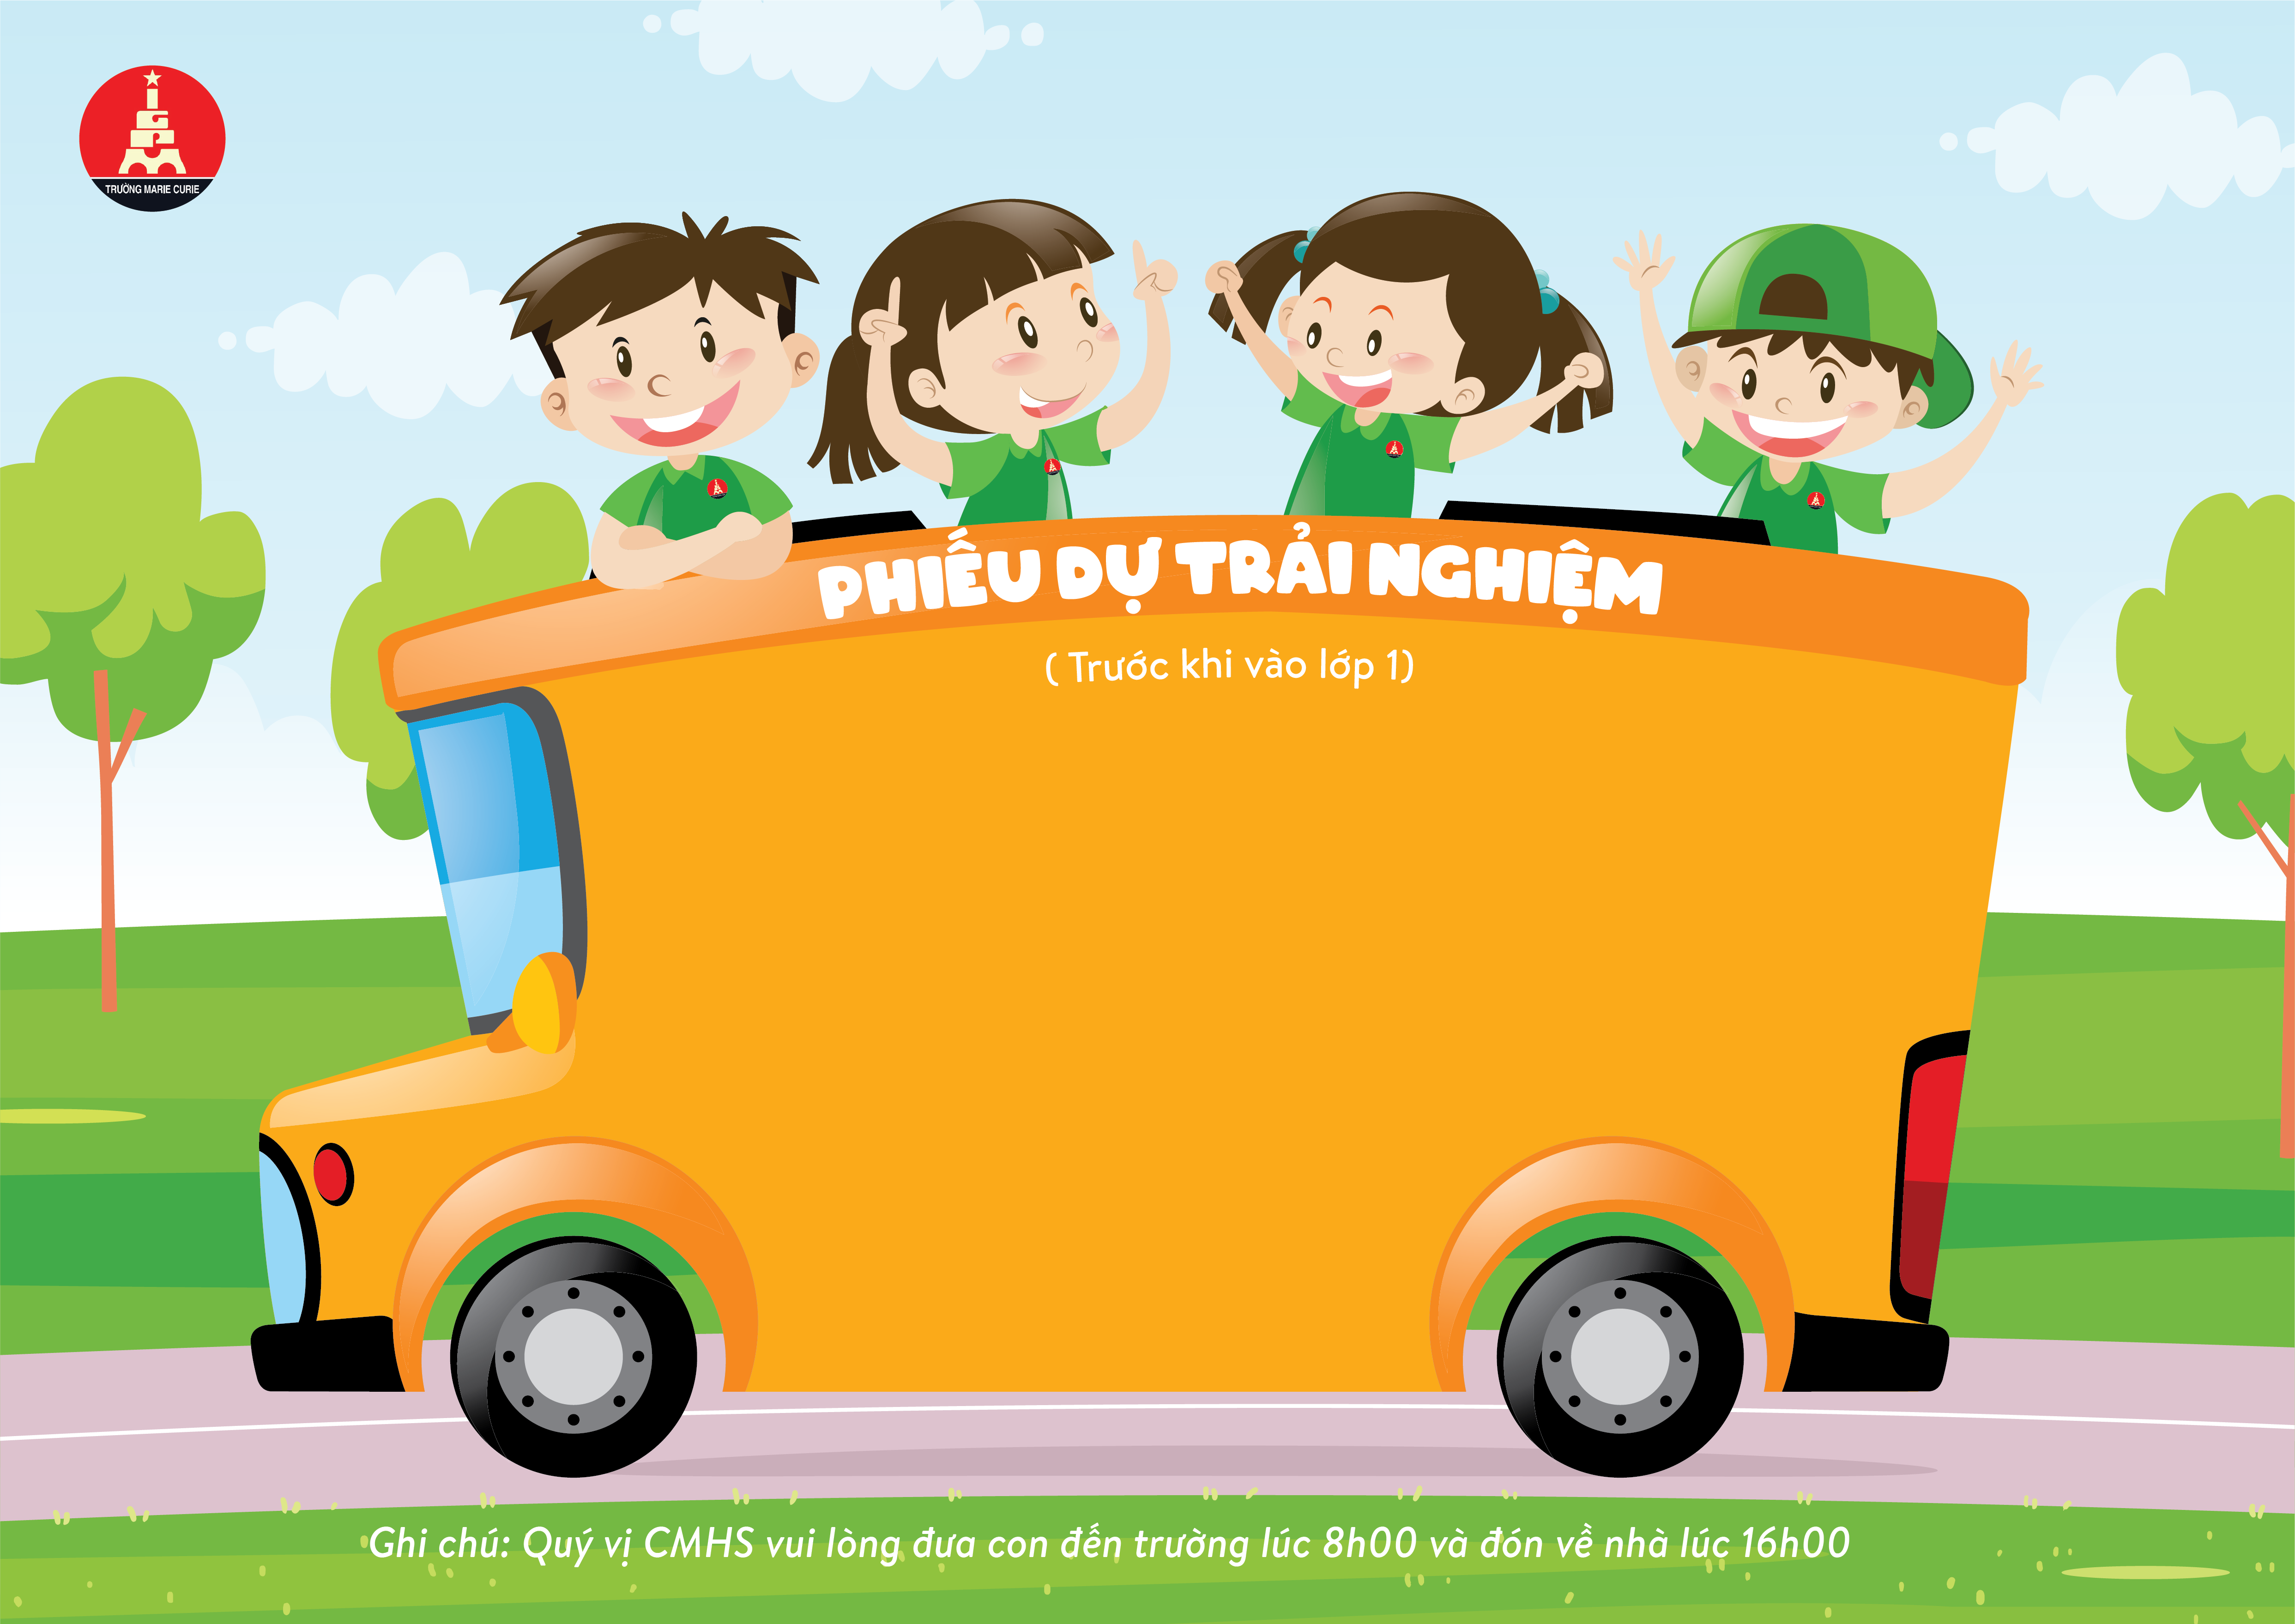 TRƯỜNG MARIE CURIE
PHIẾU DỰ TRẢI NGHIỆM
( Trước khi vào lớp 1)
Ghi chú: Quý vị CMHS vui lòng đưa con đến trường lúc 8h00 và đón về nhà lúc 16h00